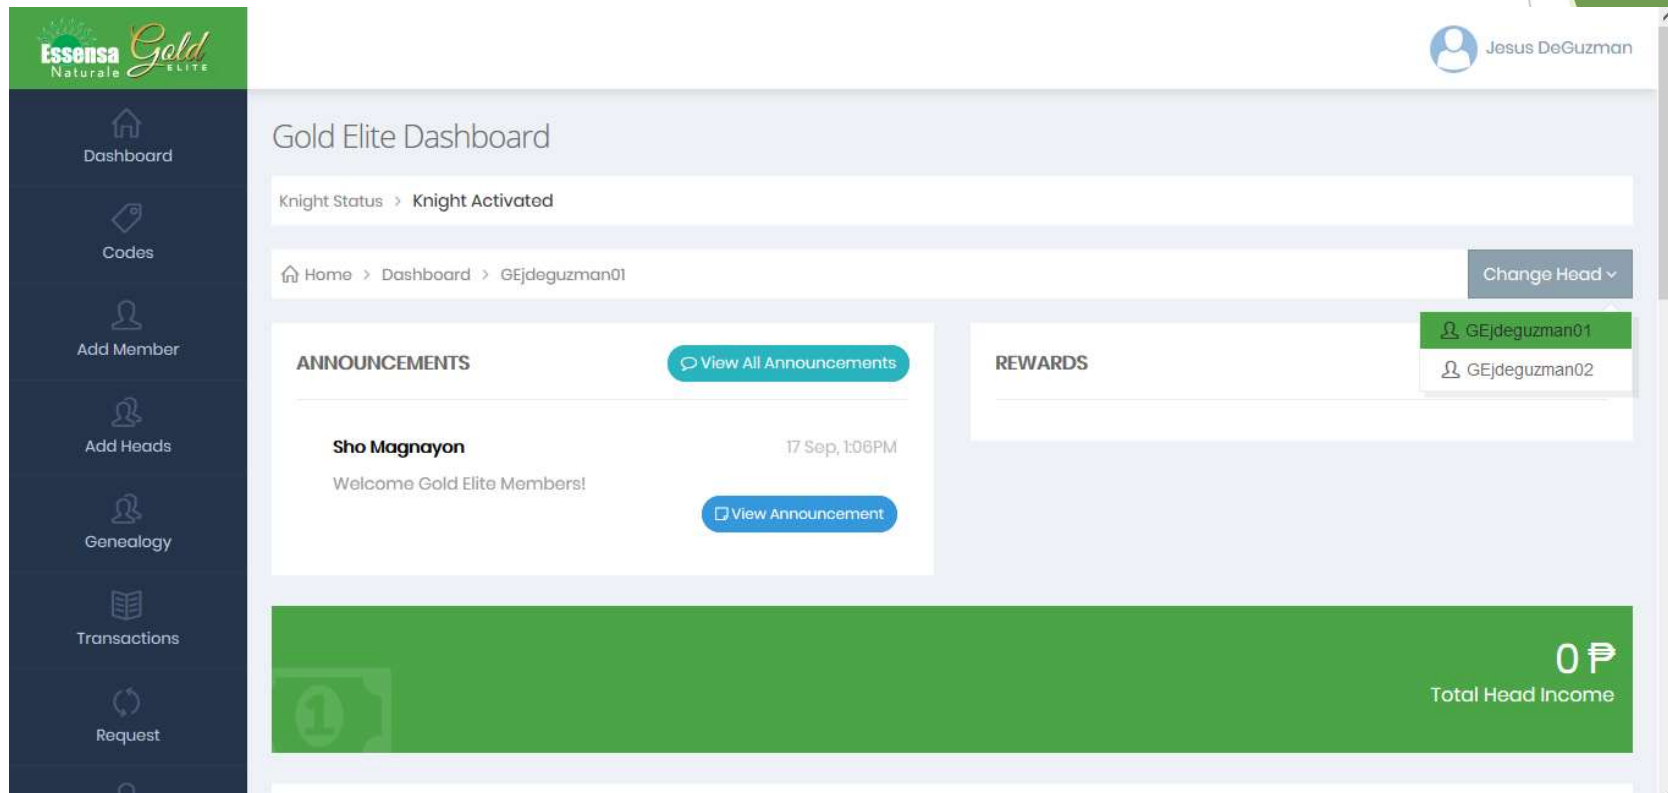 Essensa Gold
Naturale ELITE
Jesus DeGuzman
Dashboard
Codes
Add Member
Add Heads
Genealogy
Transactions
Request
Gold Elite Dashboard
Knight Status > Knight Activated
Home > Dashboard > GEjdeguzman01
Change Head
GEjdeguzman01
GEjdeguzman02
ANNOUNCEMENTS
View All Announcements
Sho Magnayon
17 Sep, 1:06PM
Welcome Gold Elite Members!
View Announcement
REWARDS
1
0 ₱
Total Head Income